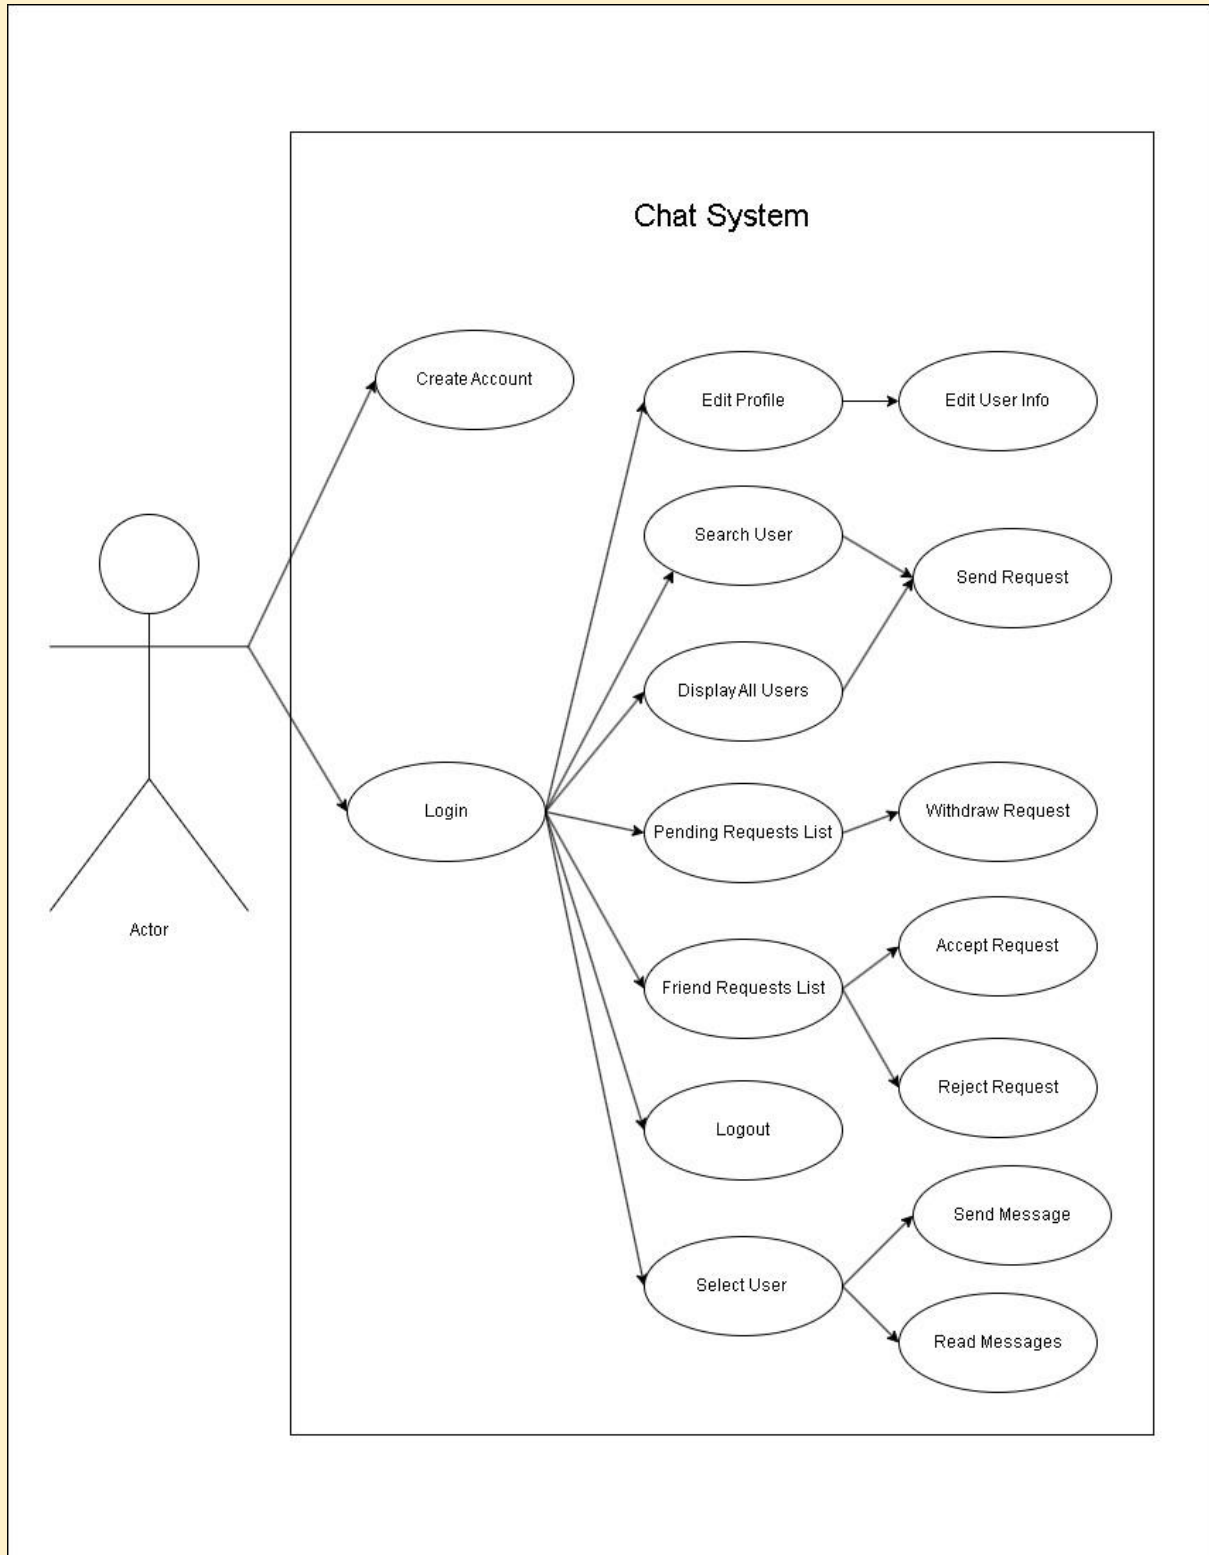 Chat System
Create Account
Edit Profile
Edit User Info
Search User
Send Request
Display All Users
Login
Pending Requests List
Withdraw Request
Actor
Accept Request
Friend Requests List
Reject Request
Logout
Send Message
Select User
Read Messages